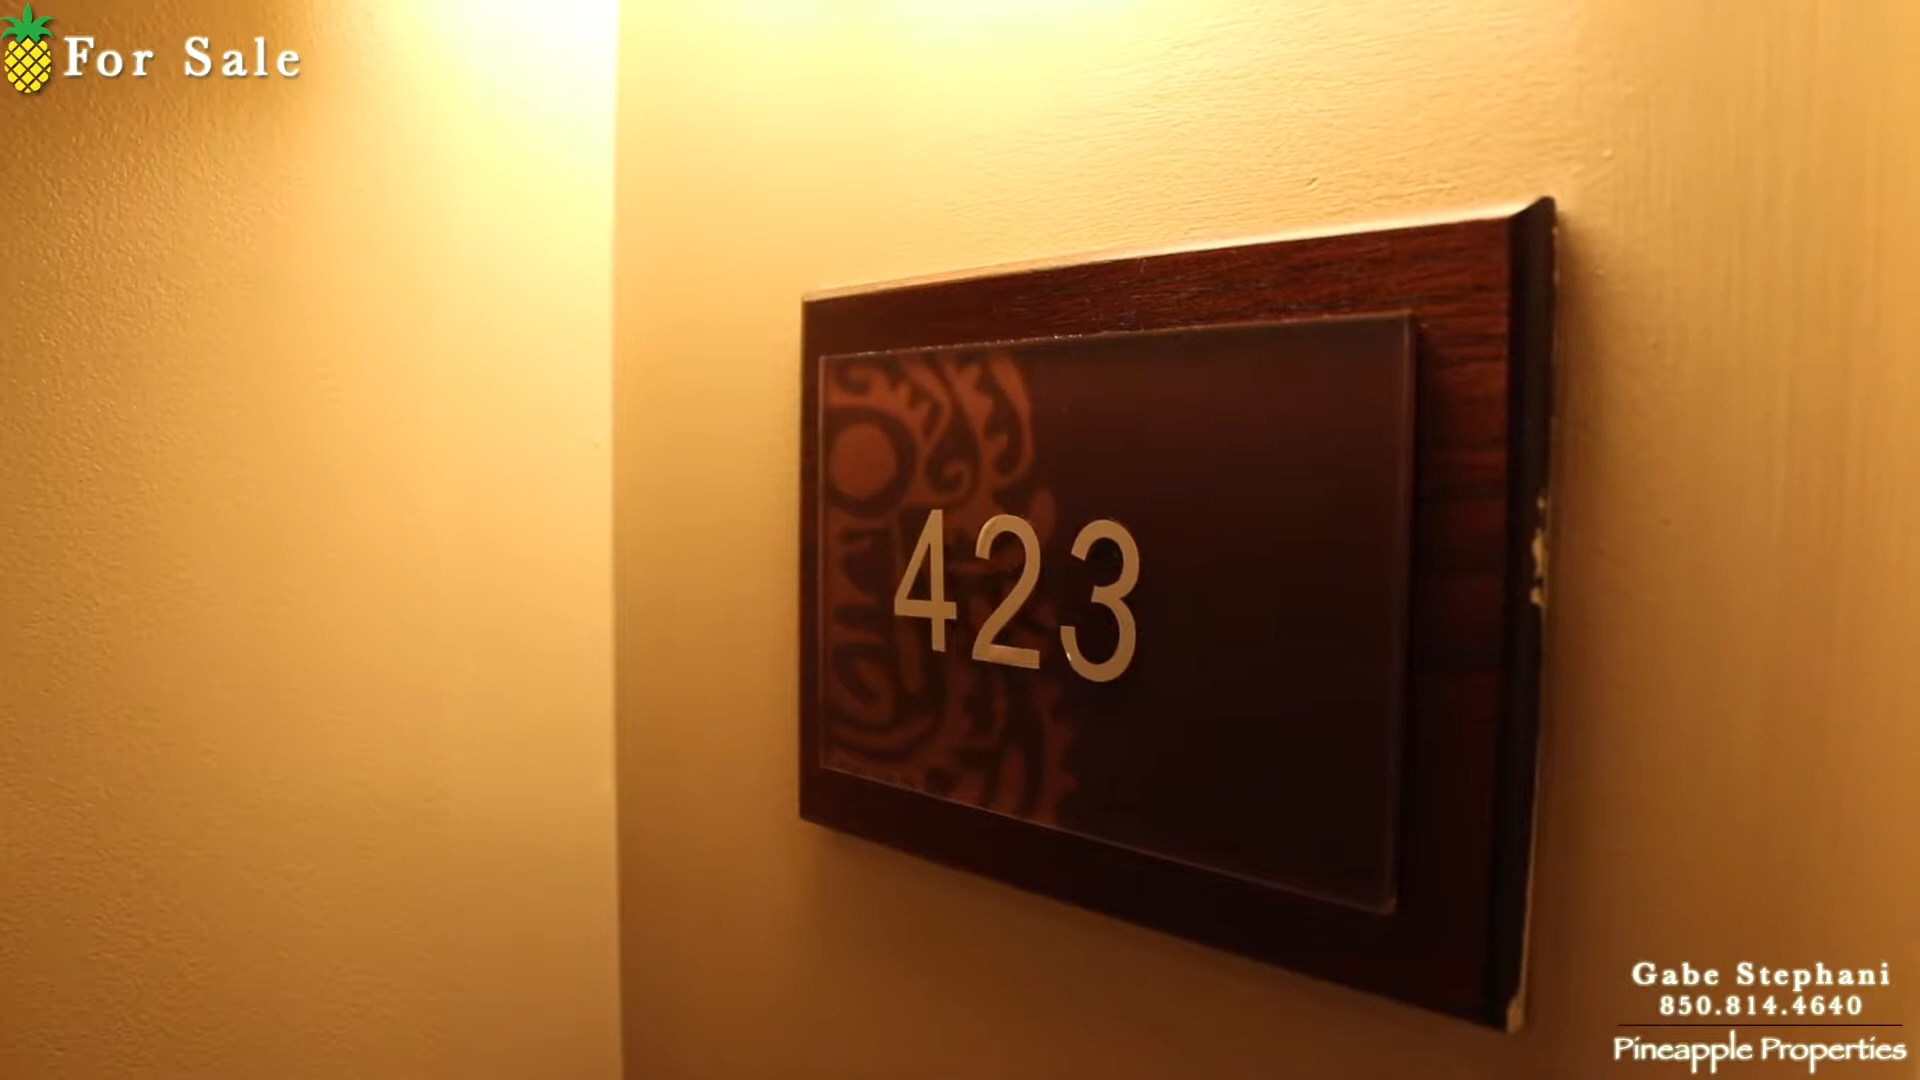 For Sale
423
Gabe Stephani
850.814.4640
Pineapple Properties